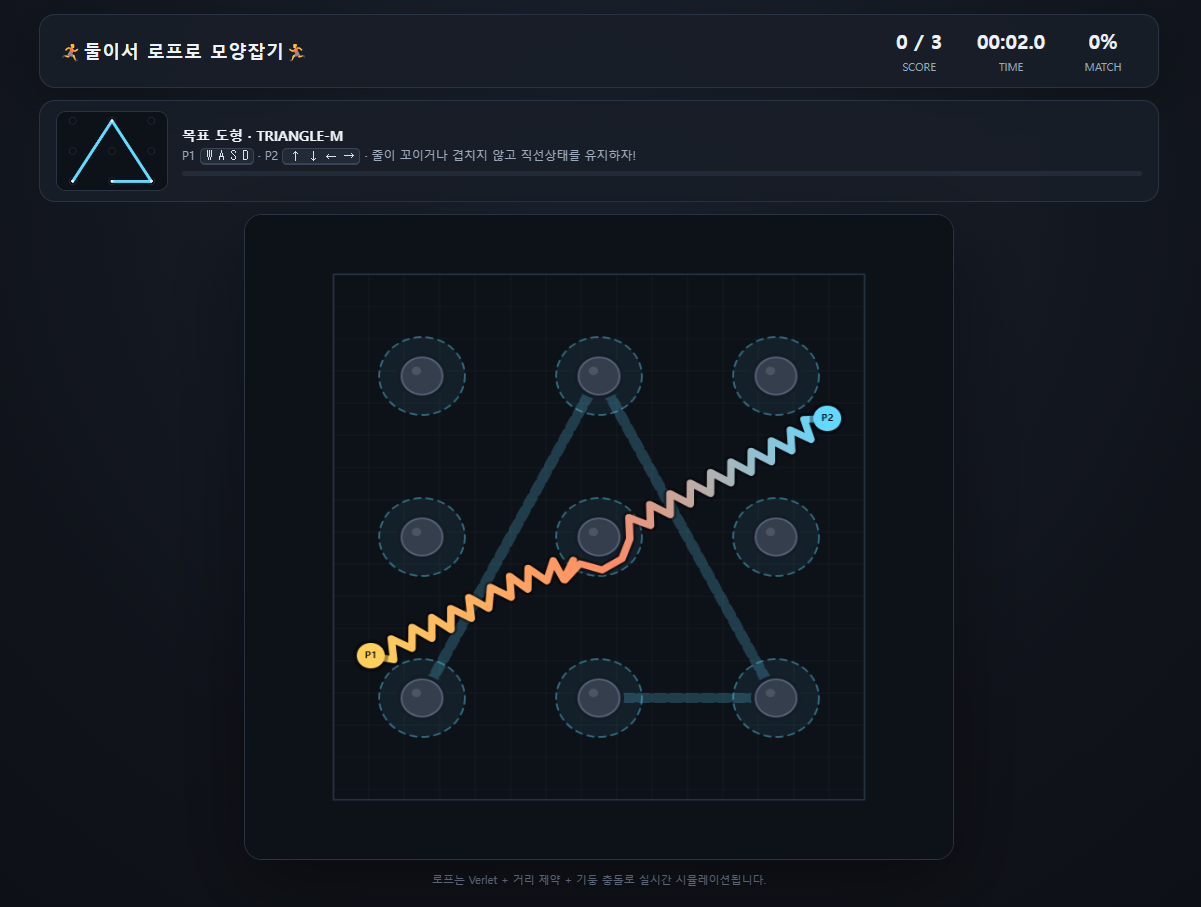 🏃둘이서 로프로 모양잡기🏃
0 / 3
SCORE
00:02.0
TIME
0%
MATCH
목표 도형 · TRIANGLE-M
P1 W A S D · P2 ↑ ↓ ← → · 줄이 꼬이거나 겹치지 않고 직선상태를 유지하자!
P2
P1
로프는 Verlet + 거리 제약 + 기둥 충돌로 실시간 시뮬레이션됩니다.